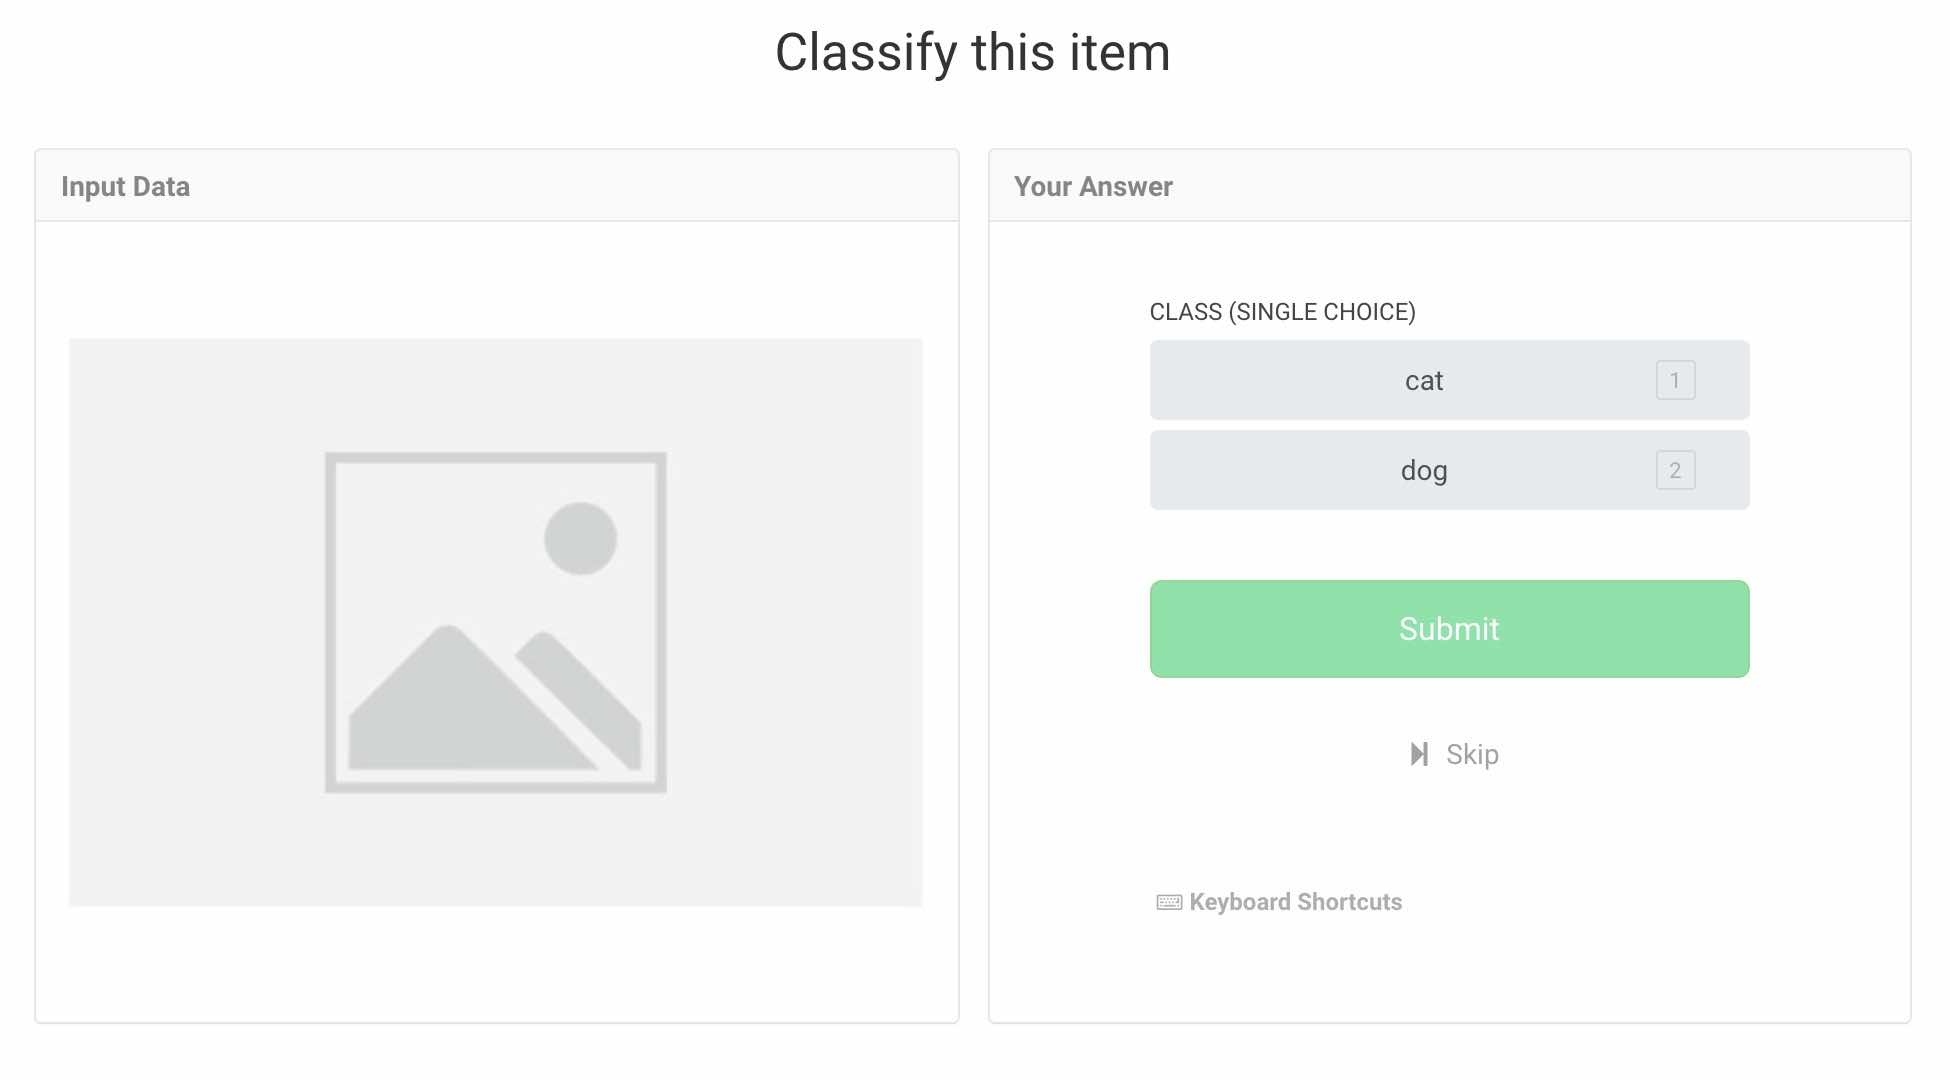 Classify this item
Input Data
Your Answer
CLASS (SINGLE CHOICE)
cat 1
dog 2
Submit
Skip
Keyboard Shortcuts